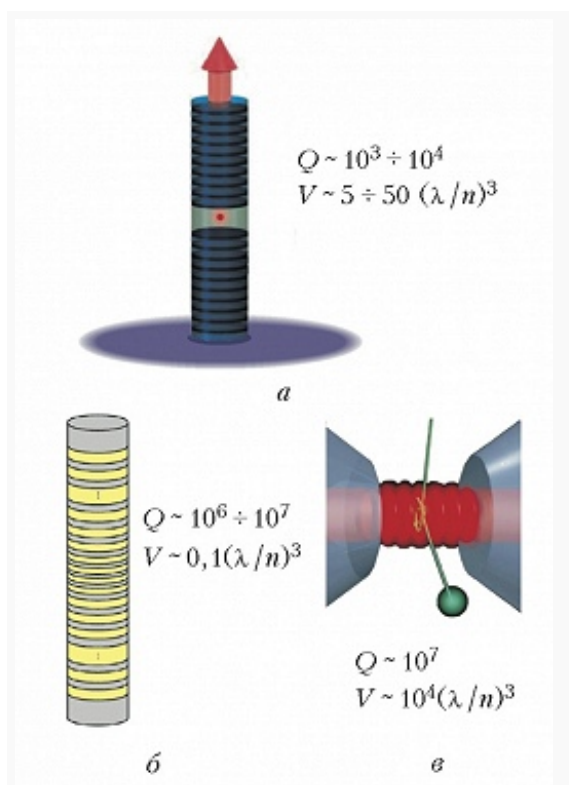 Q ~ 10³ ÷ 10⁴
V ~ 5 ÷ 50 (λ/n)³
а
Q ~ 10⁶ ÷ 10⁷
V ~ 0,1(λ/n)³
б
Q ~ 10⁷
V ~ 10⁴(λ/n)³
в